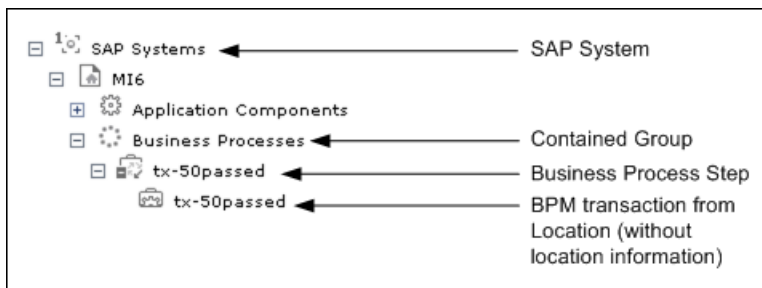 1 SAP Systems
SAP System
MI6
Application Components
Business Processes
Contained Group
tx-50passed
Business Process Step
tx-50passed
BPM transaction from
Location (without
location information)